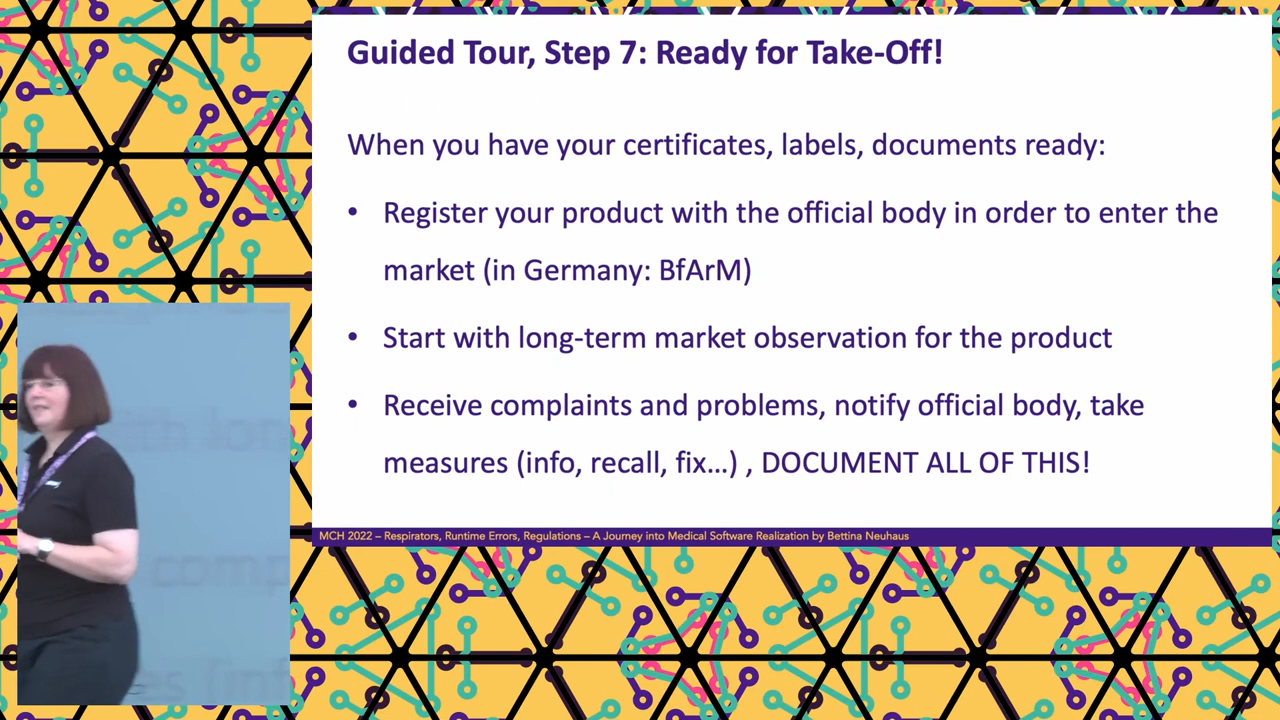 Guided Tour, Step 7: Ready for Take-Off!
When you have your certificates, labels, documents ready:
• Register your product with the official body in order to enter the
market (in Germany: BfArM)
• Start with long-term market observation for the product
• Receive complaints and problems, notify official body, take
measures (info, recall, fix…) , DOCUMENT ALL OF THIS!
MCH 2022 – Respirators, Runtime Errors, Regulations – A Journey into Medical Software Realization by Bettina Neuhaus
ith lon
comp